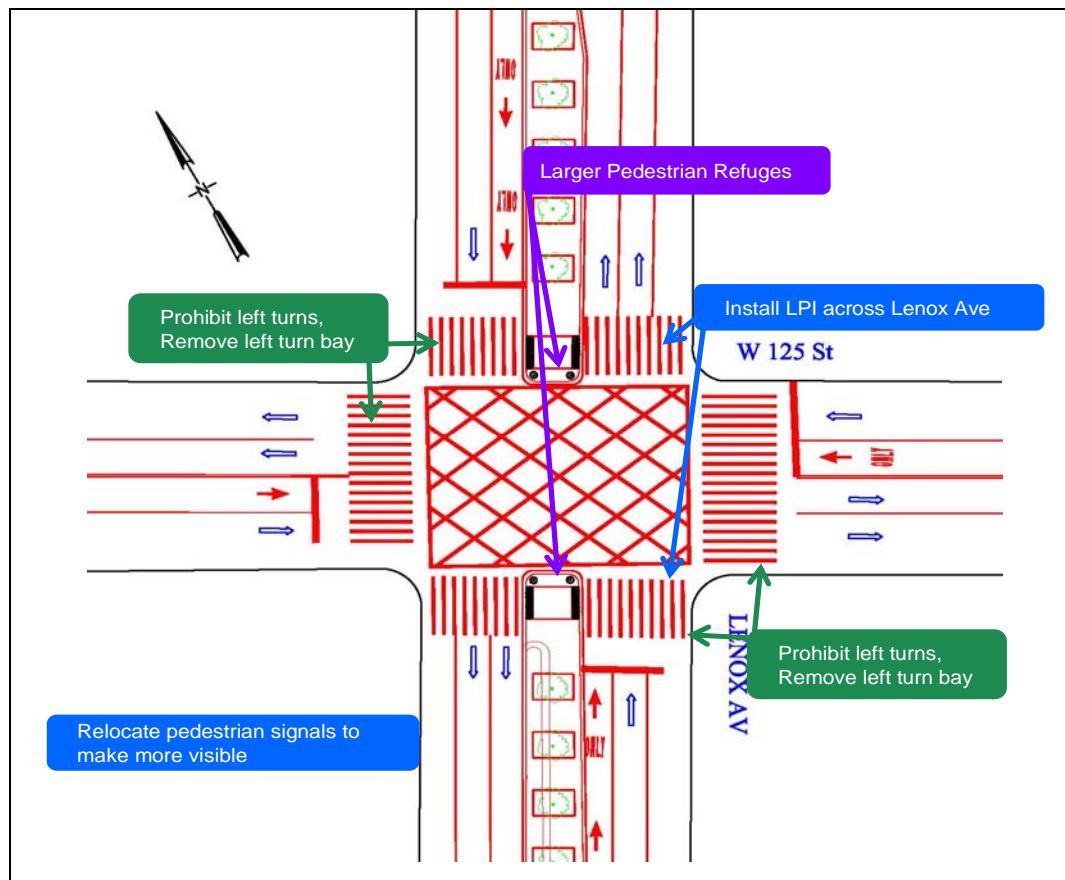 ONLY
ONLY
Larger Pedestrian Refuges
N
Prohibit left turns,
Remove left turn bay
Install LPI across Lenox Ave
W 125 St
ONLY
LENOX AV
Prohibit left turns,
Remove left turn bay
Relocate pedestrian signals to
make more visible
ONLY